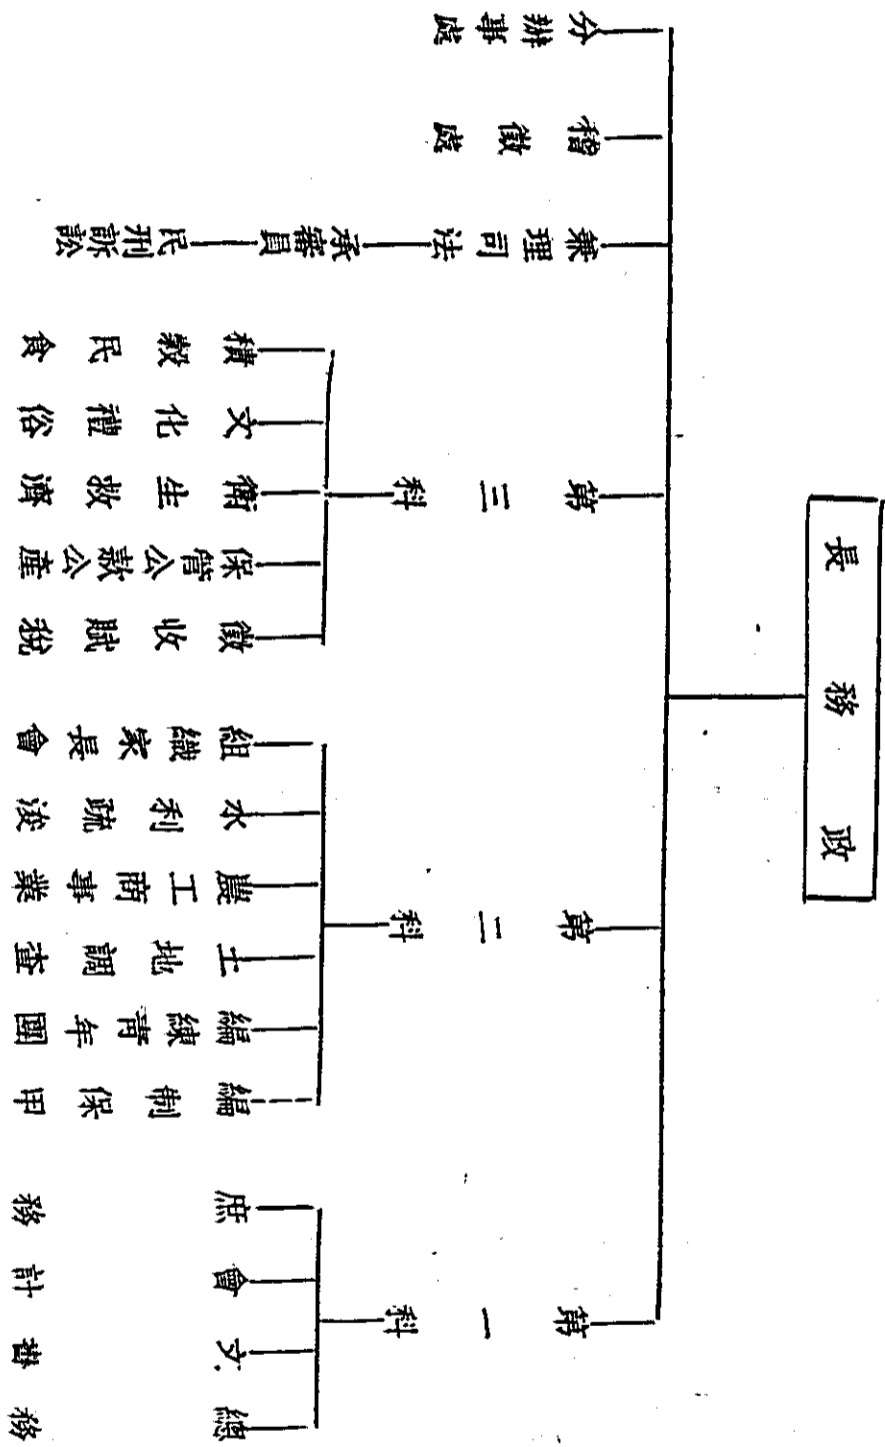 政務長
第一科
總務
文書
會計
庶務
第二科
編制保甲
編練青年團
土地調查
農工商事業
水利疏浚
組織家長會
第三科
徵收賦稅
保管公款公產
衛生救濟
文化禮俗
積穀民食
兼理司法
承審員
民刑訴訟
稽徵處
分辦事處